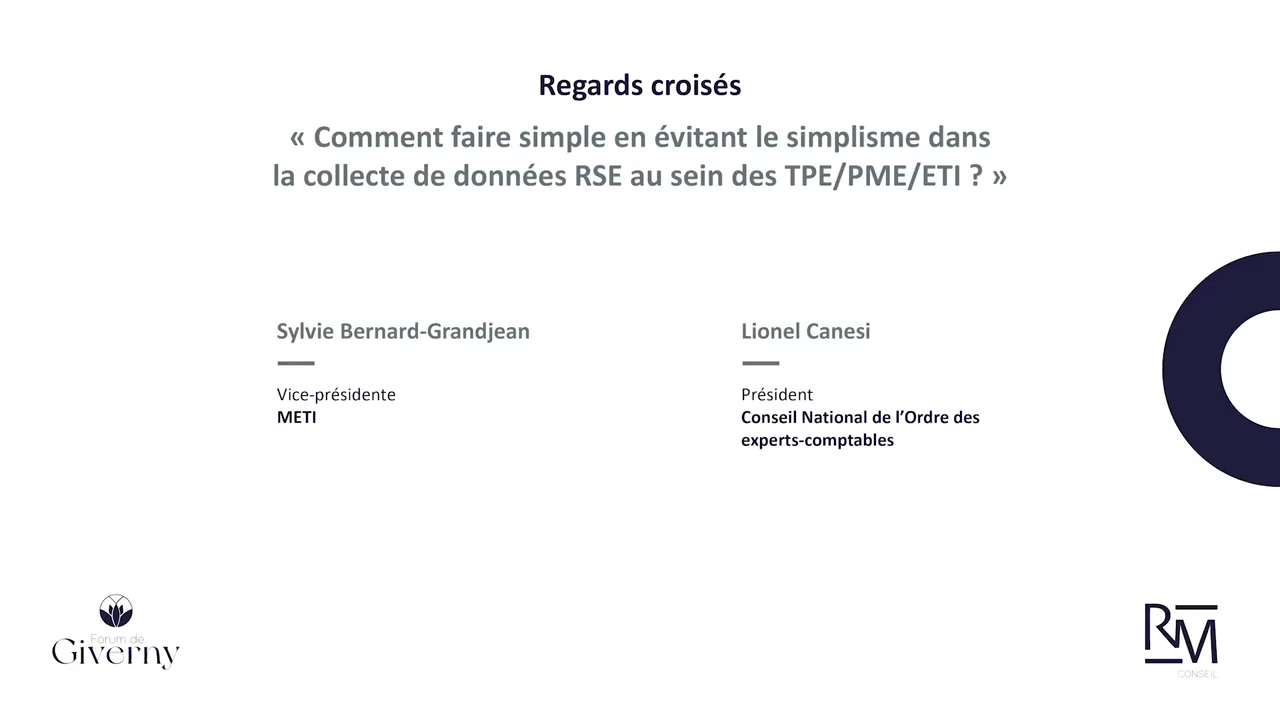 Regards croisés
« Comment faire simple en évitant le simplisme dans
la collecte de données RSE au sein des TPE/PME/ETI ? »
Sylvie Bernard-Grandjean
Vice-présidente
METI
Lionel Canesi
Président
Conseil National de l’Ordre des
experts-comptables
Forum de
Giverny
RM
CONSEIL